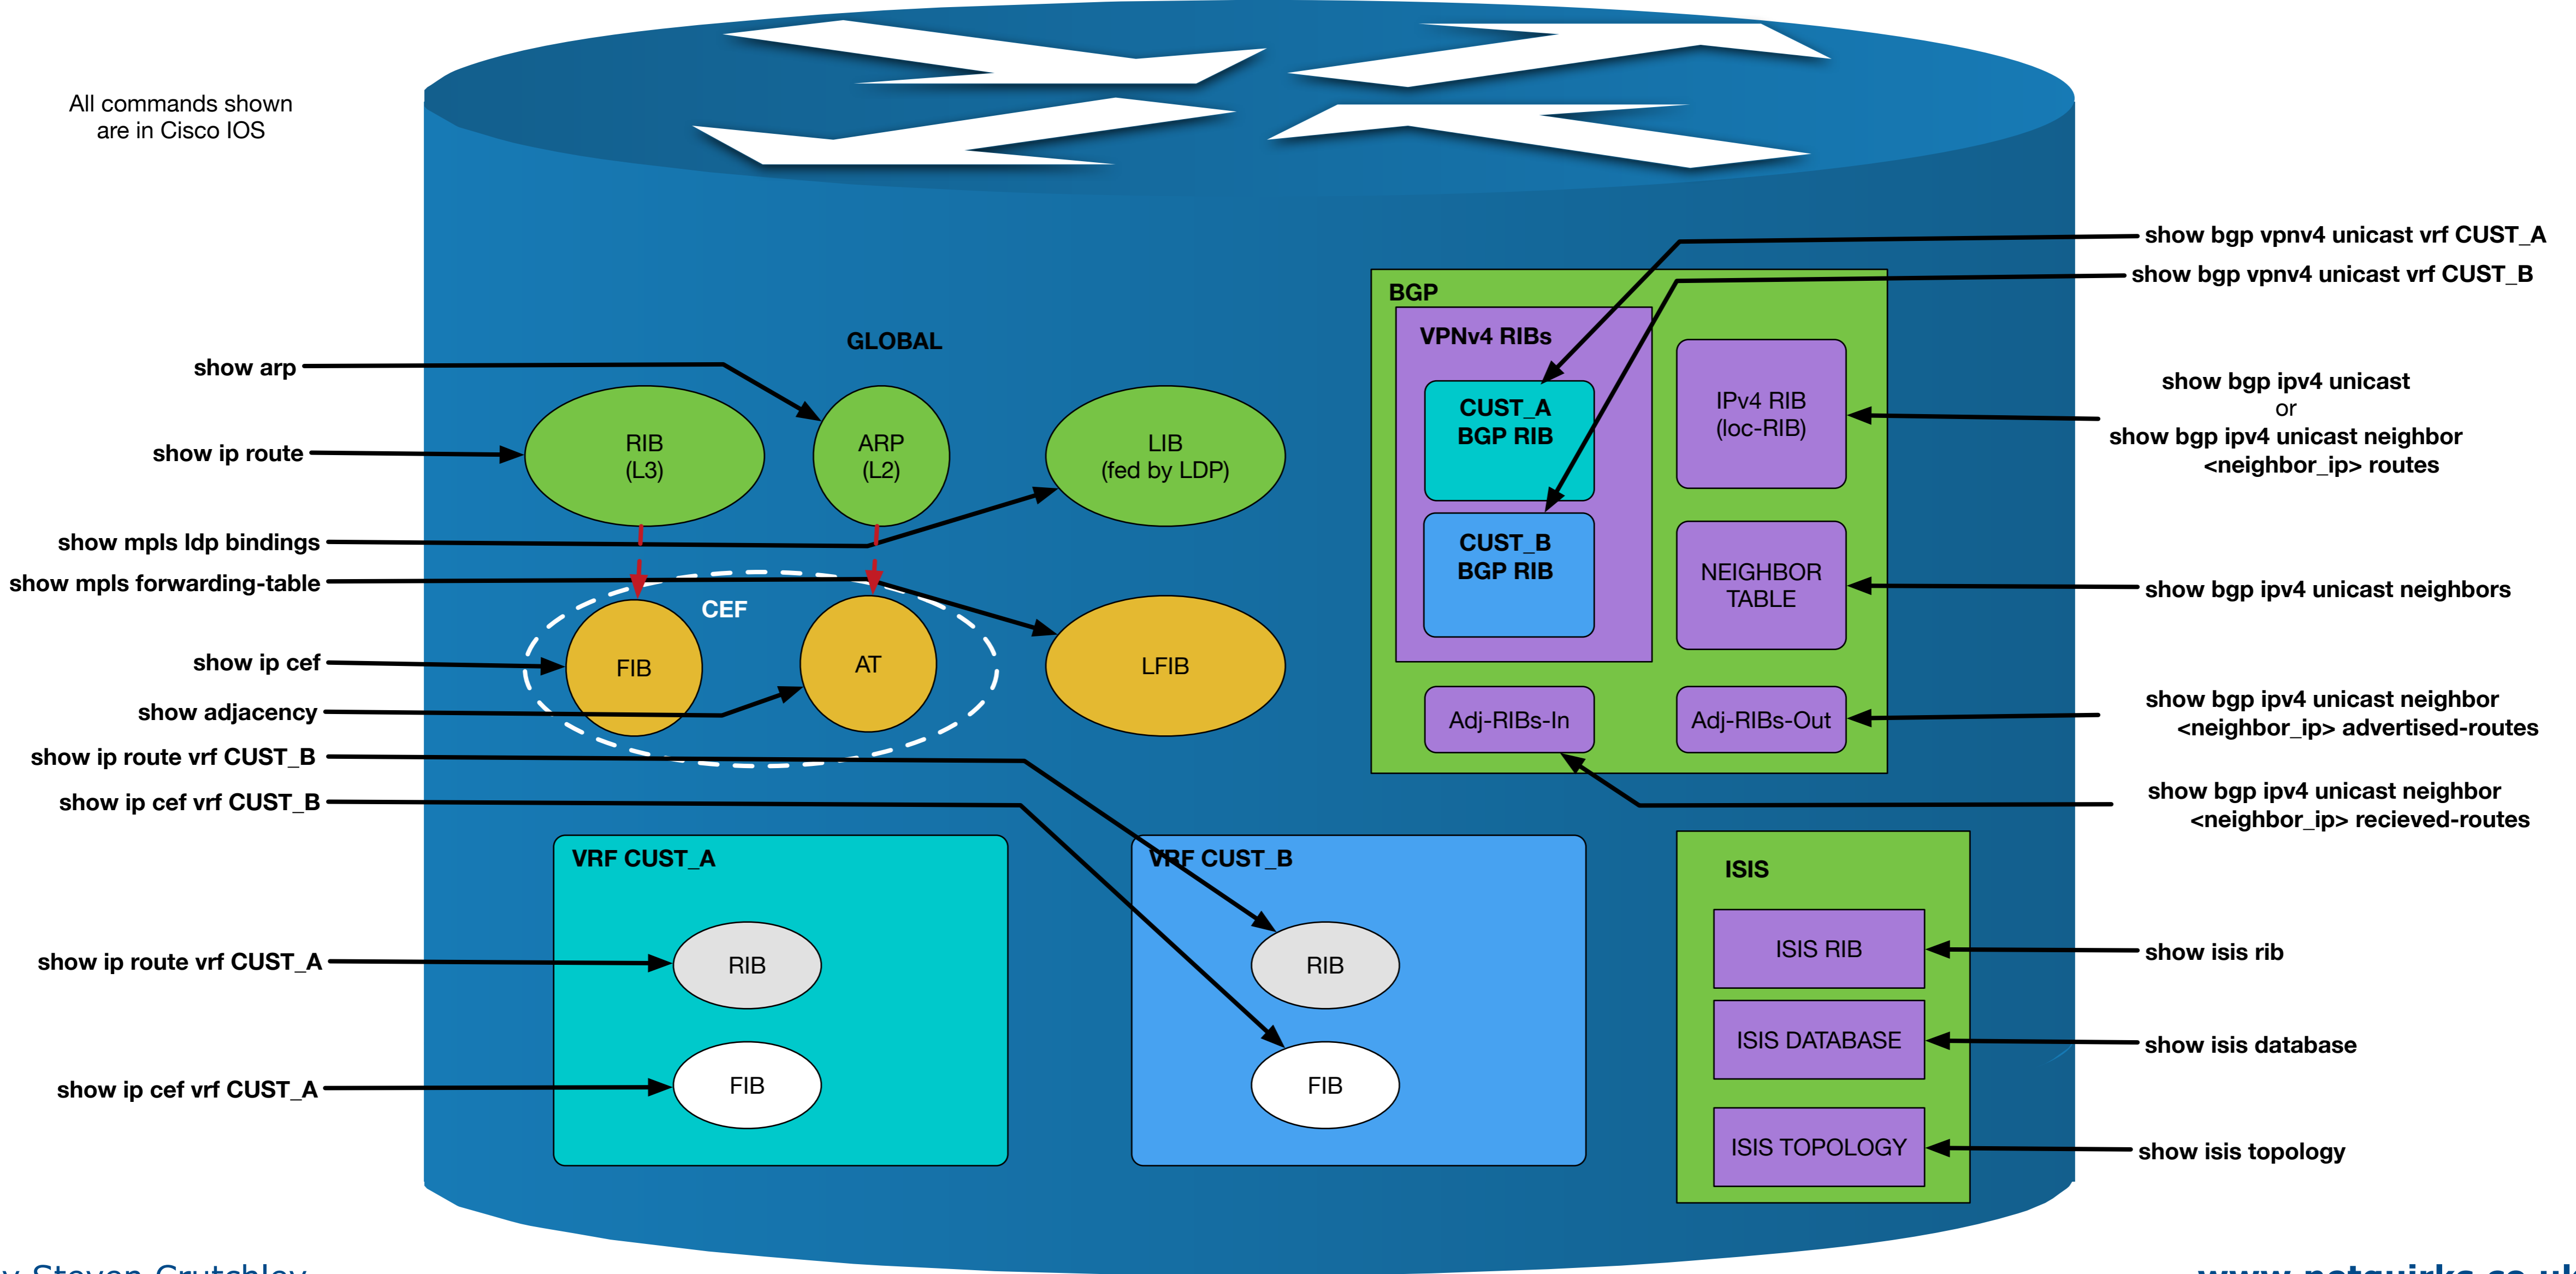 All commands shown
are in Cisco IOS
show arp
show ip route
show mpls ldp bindings
show mpls forwarding-table
show ip cef
show adjacency
show ip route vrf CUST_B
show ip cef vrf CUST_B
show ip route vrf CUST_A
show ip cef vrf CUST_A
GLOBAL
RIB
(L3)
ARP
(L2)
LIB
(fed by LDP)
CEF
FIB
AT
LFIB
VRF CUST_A
RIB
FIB
VRF CUST_B
RIB
FIB
BGP
VPNv4 RIBs
CUST_A
BGP RIB
CUST_B
BGP RIB
IPv4 RIB
(loc-RIB)
NEIGHBOR
TABLE
Adj-RIBs-In
Adj-RIBs-Out
ISIS
ISIS RIB
ISIS DATABASE
ISIS TOPOLOGY
show bgp vpnv4 unicast vrf CUST_A
show bgp vpnv4 unicast vrf CUST_B
show bgp ipv4 unicast
or
show bgp ipv4 unicast neighbor
<neighbor_ip> routes
show bgp ipv4 unicast neighbors
show bgp ipv4 unicast neighbor
<neighbor_ip> advertised-routes
show bgp ipv4 unicast neighbor
<neighbor_ip> recieved-routes
show isis rib
show isis database
show isis topology
Steven Crutchley
www.netquirks.co.uk